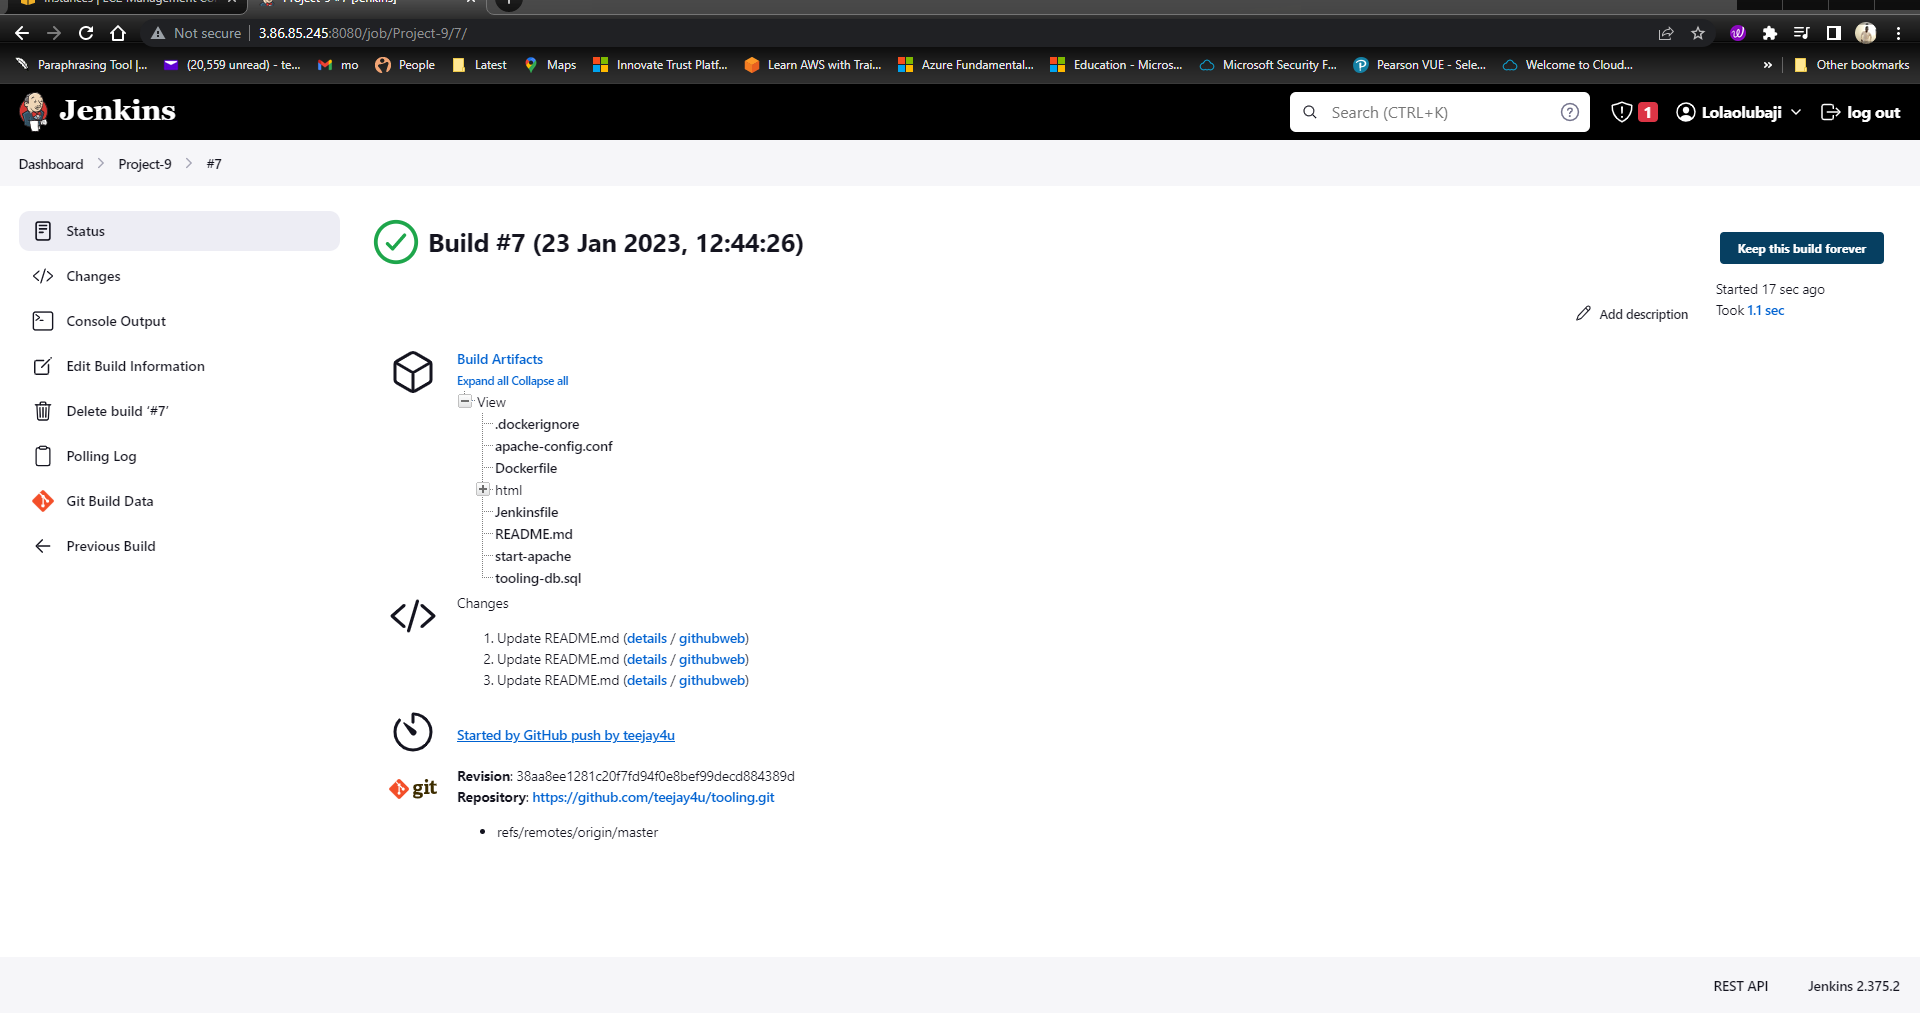 Not secure 3.86.85.245:8080/job/Project-9/7/
Paraphrasing Tool |... (20,559 unread) - te... mo People Latest Maps Innovate Trust Platf... Learn AWS with Trai... Azure Fundamental... Education - Micros... Microsoft Security F... Pearson VUE - Sele... Welcome to Cloud... » Other bookmarks
Jenkins Search (CTRL+K) 1 Lolaolubaji log out
Dashboard Project-9 #7
Status
Changes
Console Output
Edit Build Information
Delete build ‘#7’
Polling Log
Git Build Data
Previous Build
Build #7 (23 Jan 2023, 12:44:26)
Keep this build forever
Started 17 sec ago
Took 1.1 sec
Add description
Build Artifacts
Expand all Collapse all
View
.dockerignore
apache-config.conf
Dockerfile
html
Jenkinsfile
README.md
start-apache
tooling-db.sql
Changes
1. Update README.md (details / githubweb)
2. Update README.md (details / githubweb)
3. Update README.md (details / githubweb)
Started by GitHub push by teejay4u
git
Revision: 38aa8ee1281c20f7fd94f0e8bef99decd884389d
Repository: https://github.com/teejay4u/tooling.git
refs/remotes/origin/master
REST API Jenkins 2.375.2